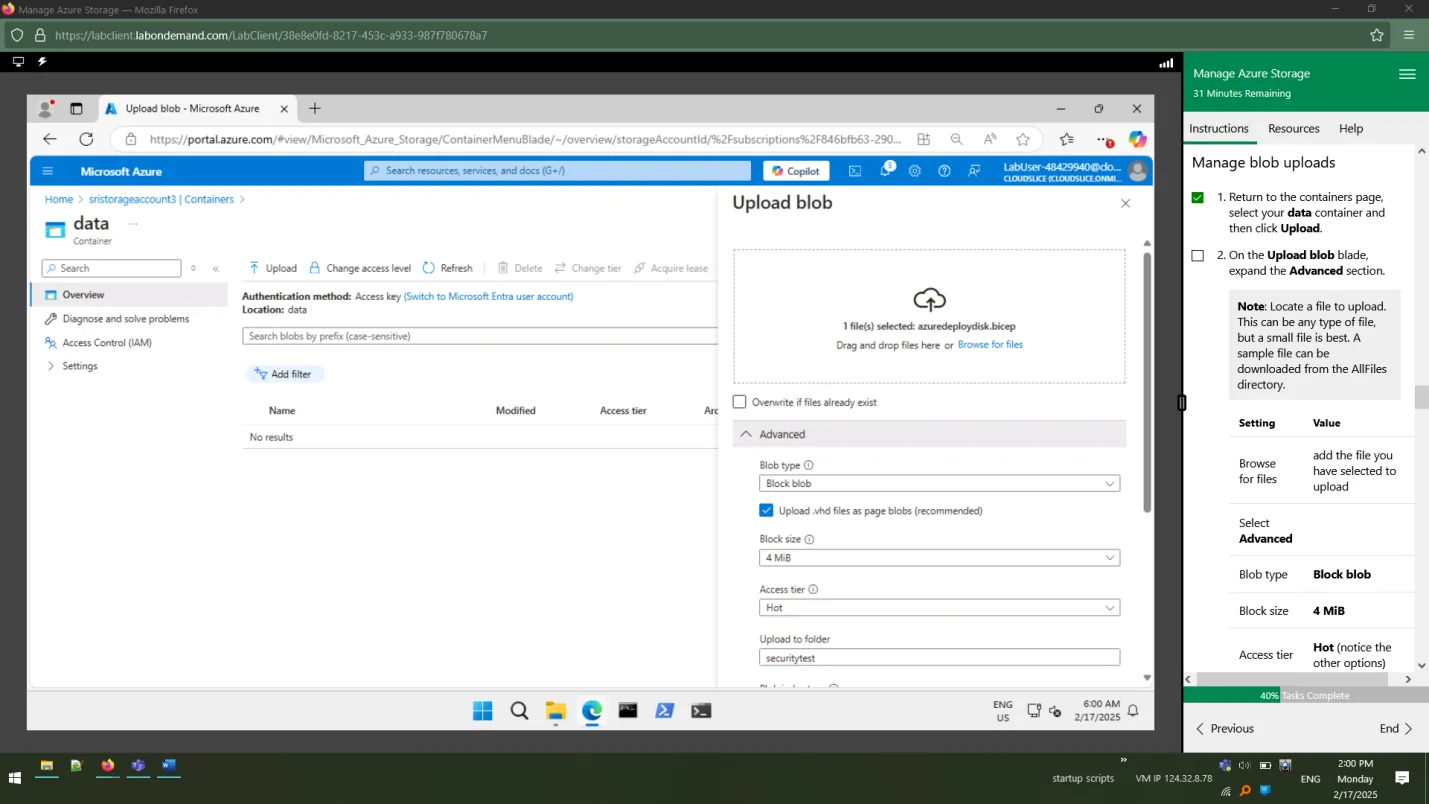 Manage Azure Storage — Mozilla Firefox
https://labclient.labondemand.com/LabClient/38e8e0fd-8217-453c-a933-987f780678a7
Upload blob - Microsoft Azure
https://portal.azure.com/#view/Microsoft_Azure_Storage/ContainerMenuBlade/~/overview/storageAccountId/%2Fsubscriptions%2F846bfb63-290...
Microsoft Azure
Search resources, services, and docs (G+/)
Copilot
5
LabUser-48429940@clo...
CLOUDSLICE (CLOUDSLICE.ONMI...
Home > sristorageaccount3 | Containers >
data
...
Container
Search
Overview
Diagnose and solve problems
Access Control (IAM)
Settings
Upload
Change access level
Refresh
Delete
Change tier
Acquire lease
Authentication method: Access key (Switch to Microsoft Entra user account)
Location: data
Search blobs by prefix (case-sensitive)
Add filter
Name
Modified
Access tier
Arc
No results
Upload blob
1 file(s) selected: azuredeploydisk.bicep
Drag and drop files here or Browse for files
Overwrite if files already exist
Advanced
Blob type
Block blob
Upload .vhd files as page blobs (recommended)
Block size
4 MiB
Access tier
Hot
Upload to folder
securitytest
ENG
US
6:00 AM
2/17/2025
Manage Azure Storage
31 Minutes Remaining
Instructions
Resources
Help
Manage blob uploads
1. Return to the containers page,
select your data container and
then click Upload.
2. On the Upload blob blade,
expand the Advanced section.
Note: Locate a file to upload.
This can be any type of file,
but a small file is best. A
sample file can be
downloaded from the AllFiles
directory.
Setting
Value
Browse
for files
add the file you
have selected to
upload
Select
Advanced
Blob type
Block blob
Block size
4 MiB
Access tier
Hot (notice the
other options)
40% Tasks Complete
Previous
End
startup scripts
VM IP 124.32.8.78
ENG
2:00 PM
Monday
2/17/2025